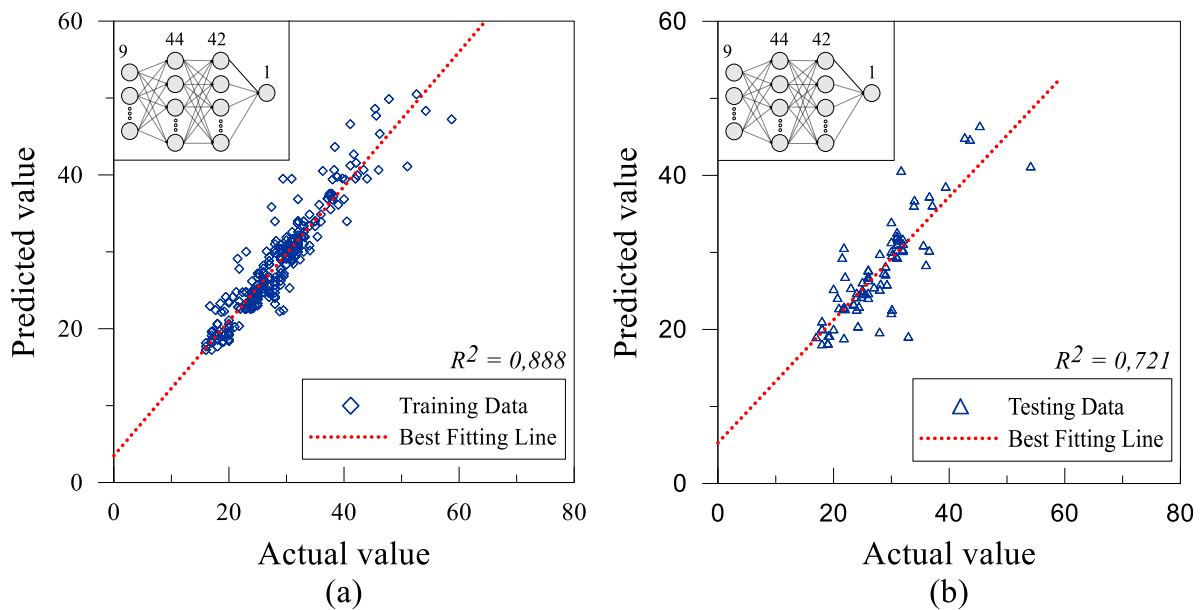 60
40
20
0
Predicted value
9
44
42
1
R² = 0,888
Training Data
Best Fitting Line
0
20
40
60
80
Actual value
(a)
60
40
20
0
Predicted value
9
44
42
1
R² = 0,721
Testing Data
Best Fitting Line
0
20
40
60
80
Actual value
(b)